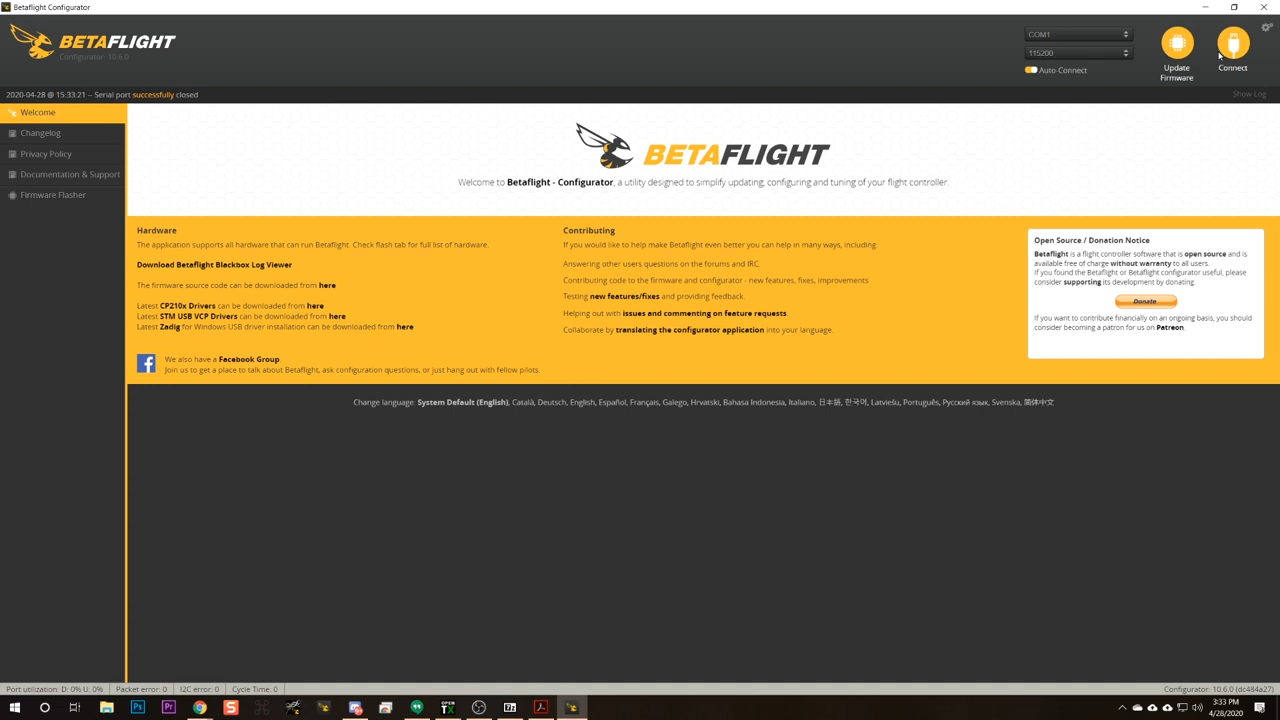 Betaflight Configurator
BETAFLIGHT
Configurator 10.6.0
COM1
115200
Auto-Connect
Update
Firmware
Connect
2020-04-28 @ 15:33:21 -- Serial port successfully closed
Show Log
Welcome
Changelog
Privacy Policy
Documentation & Support
Firmware Flasher
BETAFLIGHT
Welcome to Betaflight - Configurator, a utility designed to simplify updating, configuring and tuning of your flight controller.
Hardware
The application supports all hardware that can run Betaflight. Check flash tab for full list of hardware.
Download Betaflight Blackbox Log Viewer
The firmware source code can be downloaded from here
Latest CP210x Drivers can be downloaded from here
Latest STM USB VCP Drivers can be downloaded from here
Latest Zadig for Windows USB driver installation can be downloaded from here
We also have a Facebook Group.
Join us to get a place to talk about Betaflight, ask configuration questions, or just hang out with fellow pilots.
Contributing
If you would like to help make Betaflight even better you can help in many ways, including:
Answering other users questions on the forums and IRC.
Contributing code to the firmware and configurator - new features, fixes, improvements
Testing new features/fixes and providing feedback.
Helping out with issues and commenting on feature requests.
Collaborate by translating the configurator application into your language.
Open Source / Donation Notice
Betaflight is a flight controller software that is open source and is
available free of charge without warranty to all users.
If you found the Betaflight or Betaflight configurator useful, please
consider supporting its development by donating.
Donate
If you want to contribute financially on an ongoing basis, you should
consider becoming a patron for us on Patreon.
Change language: System Default (English), Català, Deutsch, English, Español, Français, Galego, Hrvatski, Bahasa Indonesia, Italiano, 日本語, 한국어, Latviešu, Português, Русский язык, Svenska, 简体中文
Port utilization: D: 0% U: 0%
Packet error: 0
I2C error: 0
Cycle Time: 0
Configurator: 10.6.0 (dc484a27)
3:33 PM
4/28/2020